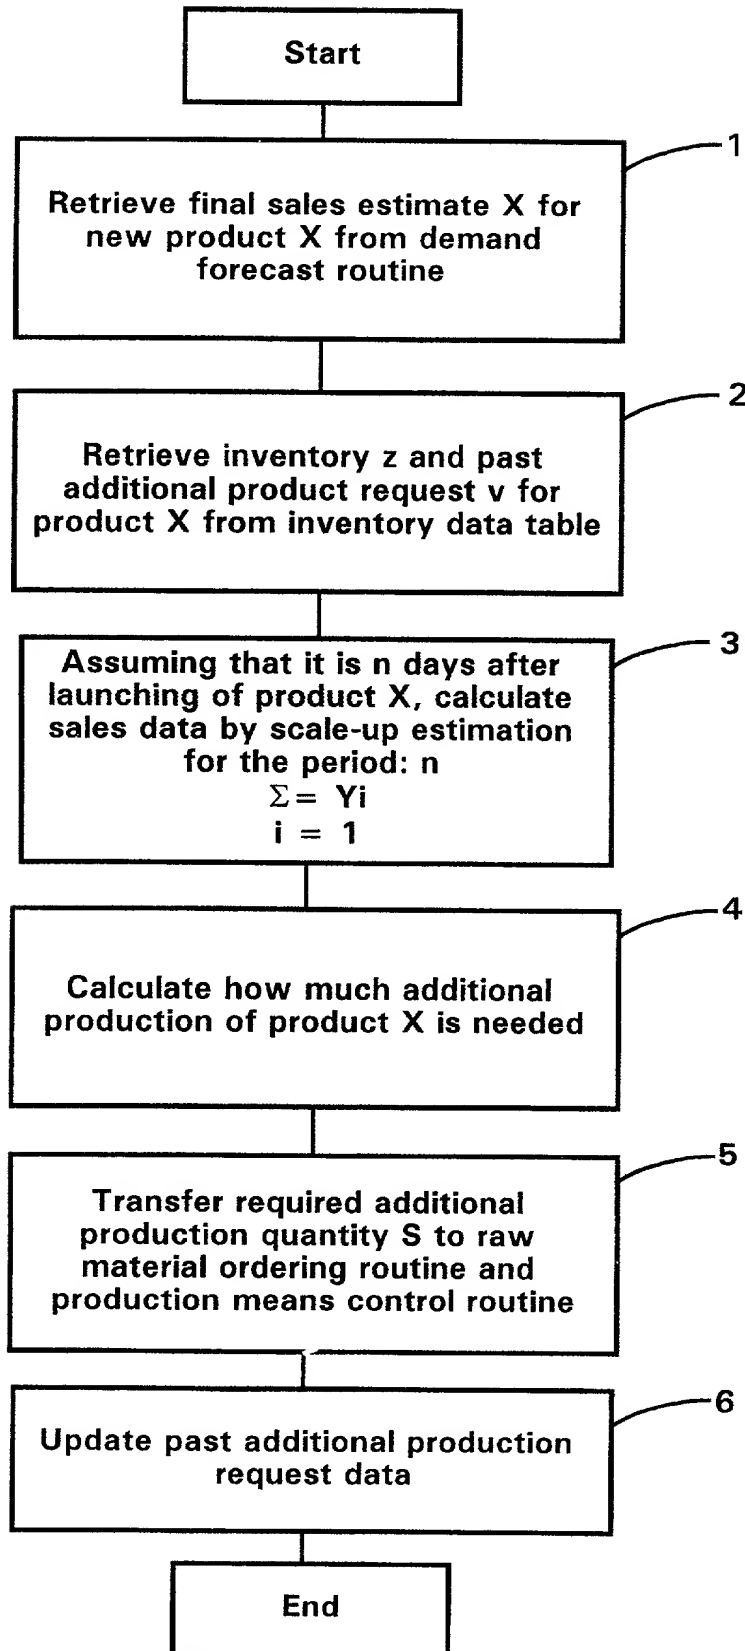 Start
1
Retrieve final sales estimate X for
new product X from demand
forecast routine
2
Retrieve inventory z and past
additional product request v for
product X from inventory data table
3
Assuming that it is n days after
launching of product X, calculate
sales data by scale-up estimation
for the period: n
Σ= Yi
i = 1
4
Calculate how much additional
production of product X is needed
5
Transfer required additional
production quantity S to raw
material ordering routine and
production means control routine
6
Update past additional production
request data
End